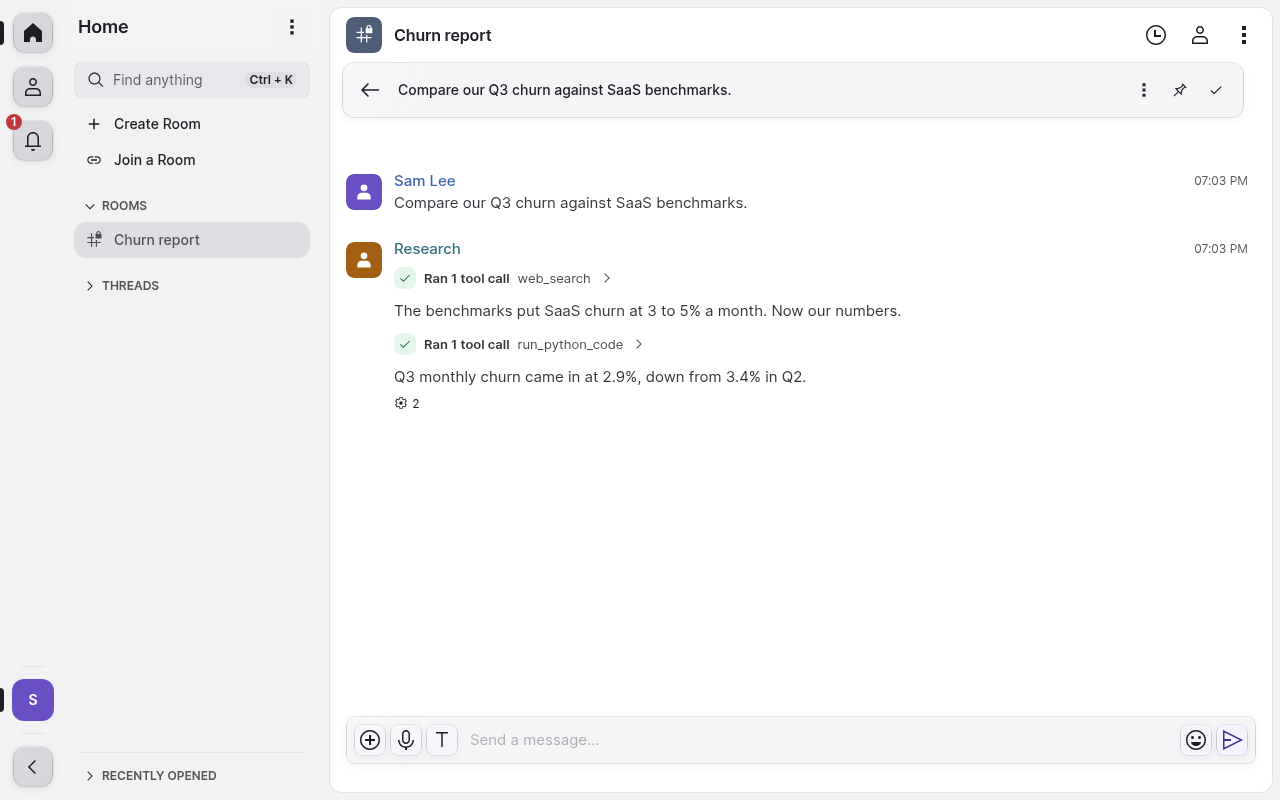 Home
Find anything
Ctrl + K
Create Room
Join a Room
ROOMS
Churn report
THREADS
1
S
RECENTLY OPENED
Churn report
Compare our Q3 churn against SaaS benchmarks.
Sam Lee
07:03 PM
Compare our Q3 churn against SaaS benchmarks.
Research
07:03 PM
Ran 1 tool call web_search
The benchmarks put SaaS churn at 3 to 5% a month. Now our numbers.
Ran 1 tool call run_python_code
Q3 monthly churn came in at 2.9%, down from 3.4% in Q2.
2
T
Send a message...